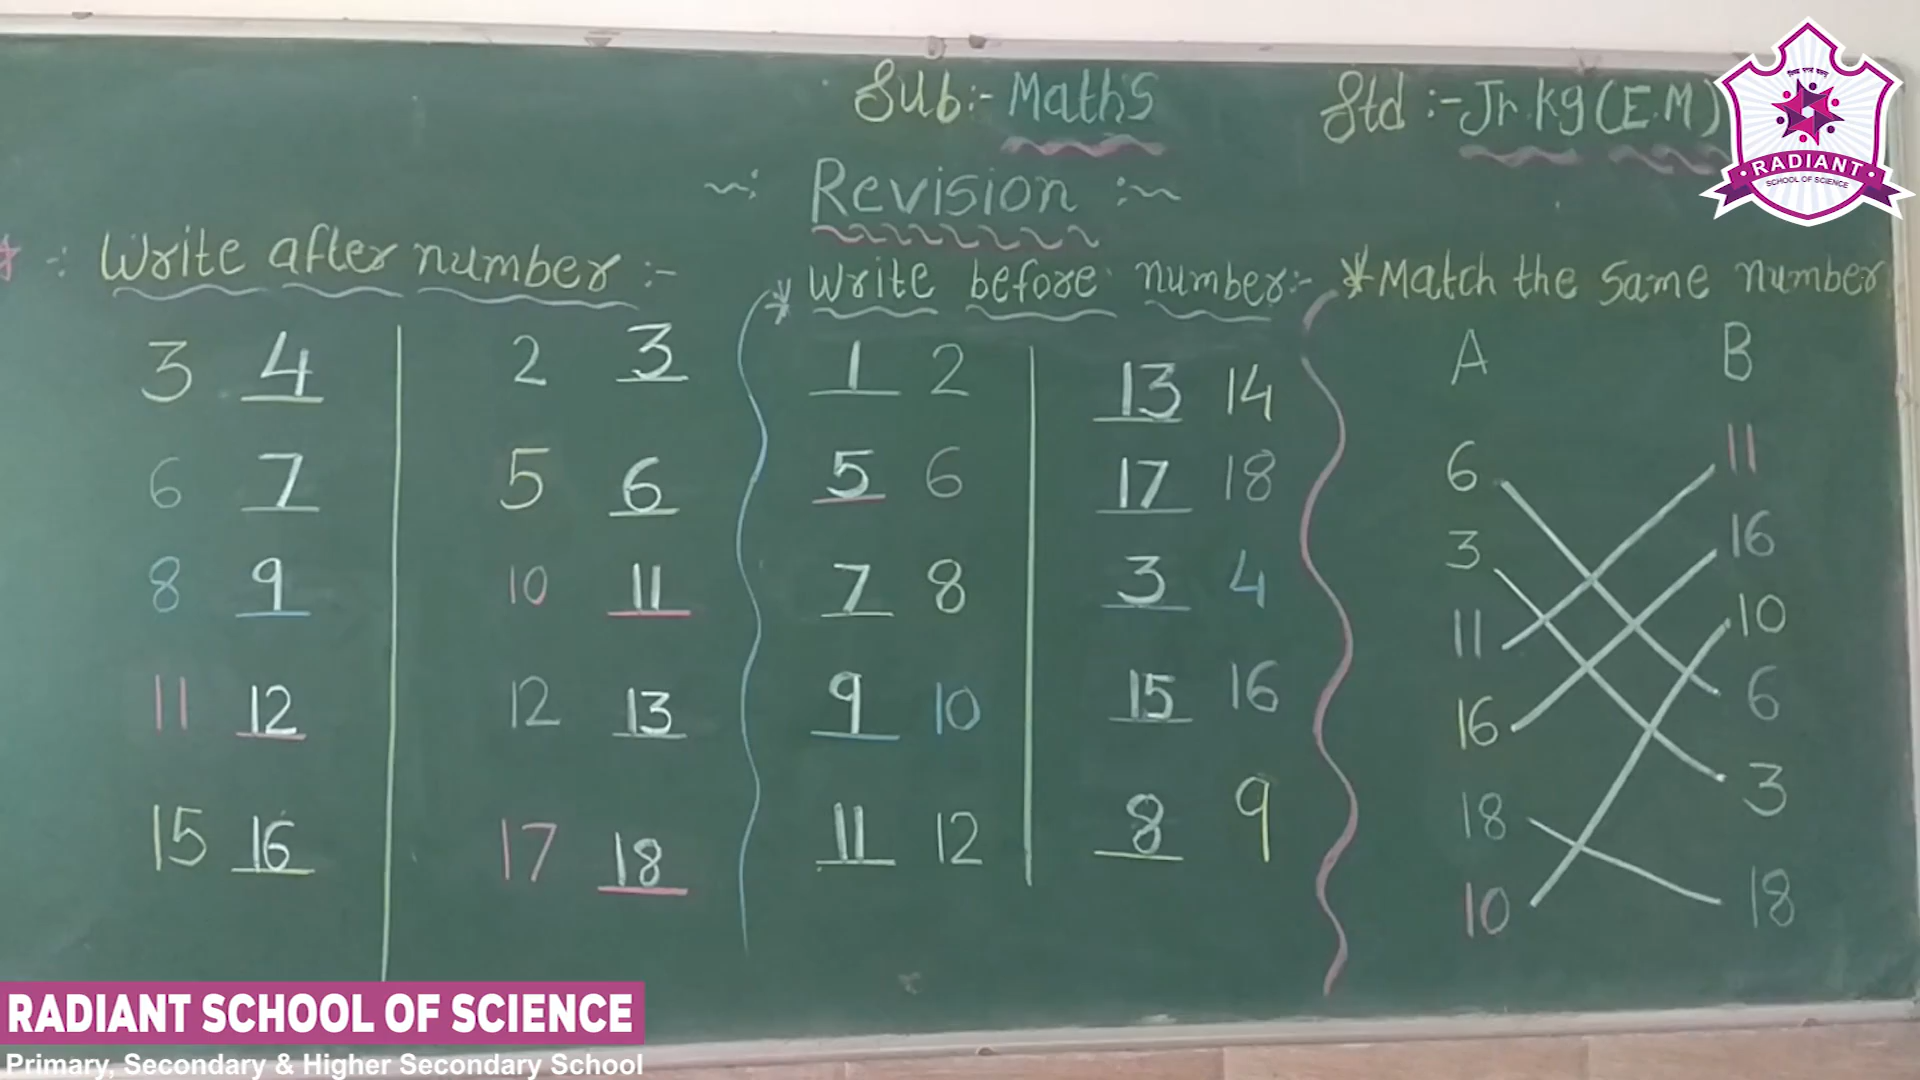 Sub:- Maths
Std :- Jr.kg (E.M)
~: Revision :~
* :- Write after number :-
3 4 2 3
6 7 5 6
8 9 10 11
11 12 12 13
15 16 17 18
* Write before number:-
1 2 13 14
5 6 17 18
7 8 3 4
9 10 15 16
11 12 8 9
* Match the same number
A B
6 11
3 16
11 10
16 6
18 3
10 18
RADIANT
SCHOOL OF SCIENCE
RADIANT SCHOOL OF SCIENCE
Primary, Secondary & Higher Secondary School